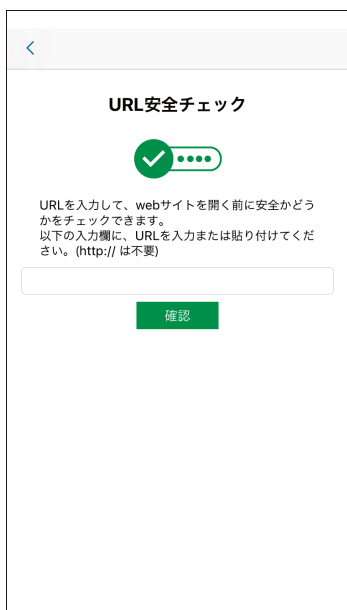 URL安全チェック
URLを入力して、webサイトを開く前に安全かどう
かをチェックできます。
以下の入力欄に、URLを入力または貼り付けてくだ
さい。(http:// は不要)
確認